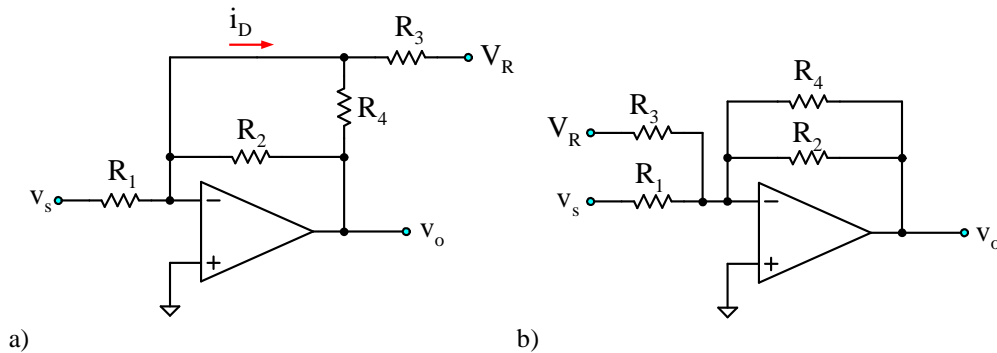 i_D
R_3
V_R
R_4
R_2
R_1
v_s
v_o
a)
R_4
V_R
R_3
R_2
R_1
v_s
v_o
b)